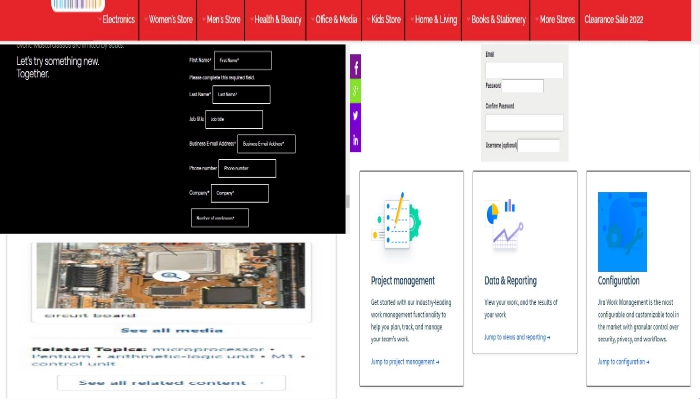 Electronics
Women's Store
Men's Store
Health & Beauty
Office & Media
Kids Store
Home & Living
Books & Stationery
More Stores
Clearance Sale 2022
Let's try something new.
Together.
First Name* First Name*
Please complete this required field.
Last Name* Last Name*
Job title Job title
Business E-mail Address* Business E-mail Address*
Phone number Phone number
Company* Company*
Number of employees*
Email
Password
Confirm Password
Username (optional)
Project management
Get started with our industry-leading
work management functionality to
help you plan, track, and manage
your team's work.
Jump to project management →
Data & Reporting
View your work, and the results of
your work
Jump to views and reporting →
Configuration
Jira Work Management is the most
configurable and customizable tool in
the market with granular control over
security, privacy, and workflows.
Jump to configuration →
circuit board
See all media
Related Topics: microprocessor •
Pentium • arithmetic-logic unit • M1 •
control unit
See all related content →